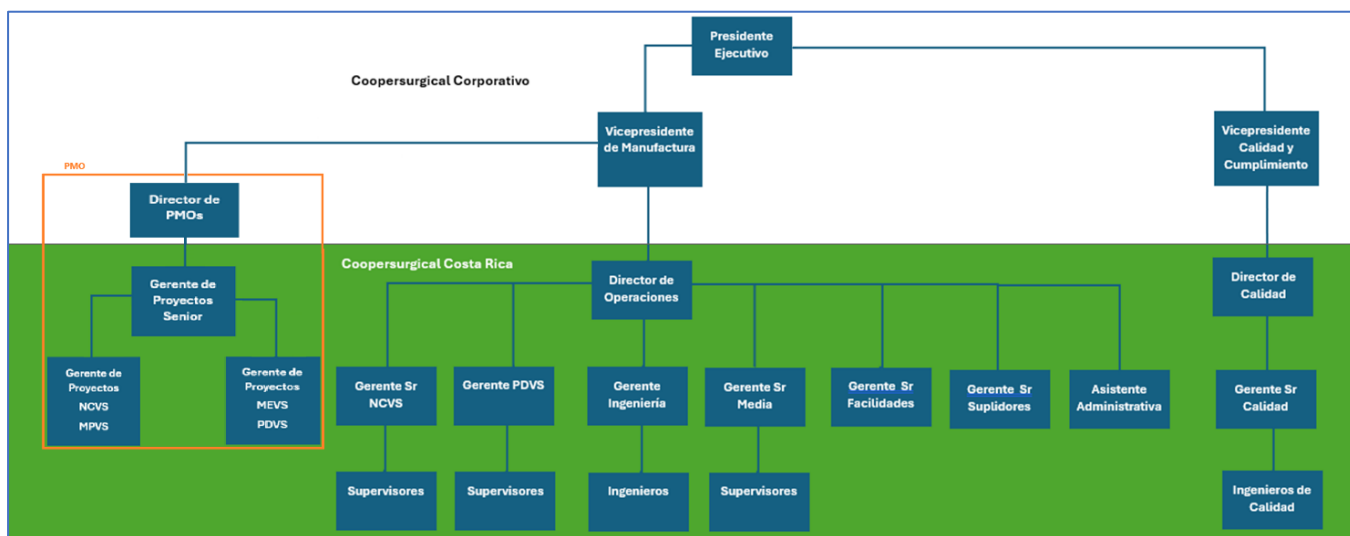 Presidente
Ejecutivo
Coopersurgical Corporativo
Vicepresidente
de Manufactura
Vicepresidente
Calidad y
Cumplimiento
PMO
Director de
PMOs
Coopersurgical Costa Rica
Gerente de
Proyectos
Senior
Director de
Operaciones
Director de
Calidad
Gerente de
Proyectos
NCVS
MPVS
Gerente de
Proyectos
MEVS
PDVS
Gerente Sr
NCVS
Gerente PDVS
Gerente
Ingeniería
Gerente Sr
Media
Gerente Sr
Facilidades
Gerente Sr
Suplidores
Asistente
Administrativa
Gerente Sr
Calidad
Supervisores
Supervisores
Ingenieros
Supervisores
Ingenieros de
Calidad